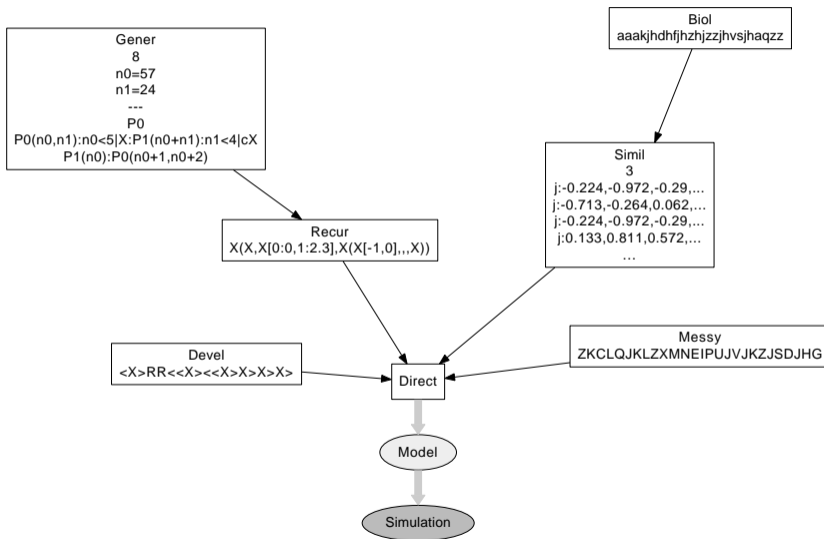 Gener
8
n0=57
n1=24
---
P0
P0(n0,n1):n0<5|X:P1(n0+n1):n1<4|cX
P1(n0):P0(n0+1,n0+2)
Biol
aaakjhdhfjhzhjzzjhvsjhaqzz
Simil
3
j:-0.224,-0.972,-0.29,...
j:-0.713,-0.264,0.062,...
j:-0.224,-0.972,-0.29,...
j:0.133,0.811,0.572,...
...
Recur
X(X,X[0:0,1:2.3],X(X[-1,0],,,X))
Devel
<X>RR<<X><<X>X>X>X>
Messy
ZKCLQJKLZXMNEIPUJVJKZJSDJHG
Direct
Model
Simulation